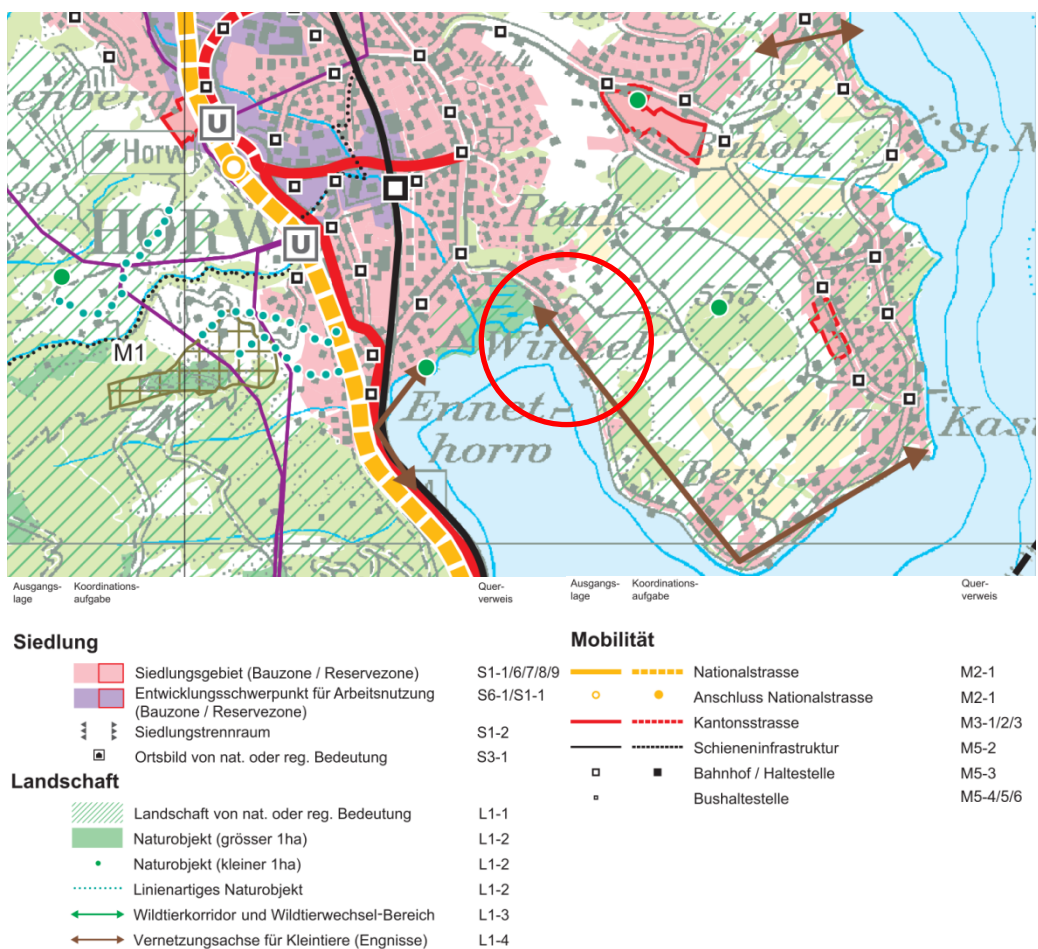 444
U
Horw
483
St. N
39
HORW
Rank
U
555
M1
Winkel
Ennet-
horw
447
Kast
Berg
Ausgangs-
lage
Koordinations-
aufgabe
Quer-
verweis
Ausgangs-
lage
Koordinations-
aufgabe
Quer-
verweis
Siedlung
Siedlungsgebiet (Bauzone / Reservezone) S1-1/6/7/8/9
Entwicklungsschwerpunkt für Arbeitsnutzung S6-1/S1-1
(Bauzone / Reservezone)
Siedlungstrennraum S1-2
Ortsbild von nat. oder reg. Bedeutung S3-1
Landschaft
Landschaft von nat. oder reg. Bedeutung L1-1
Naturobjekt (grösser 1ha) L1-2
Naturobjekt (kleiner 1ha) L1-2
Linienartiges Naturobjekt L1-2
Wildtierkorridor und Wildtierwechsel-Bereich L1-3
Vernetzungsachse für Kleintiere (Engnisse) L1-4
Mobilität
Nationalstrasse M2-1
Anschluss Nationalstrasse M2-1
Kantonsstrasse M3-1/2/3
Schieneninfrastruktur M5-2
Bahnhof / Haltestelle M5-3
Bushaltestelle M5-4/5/6